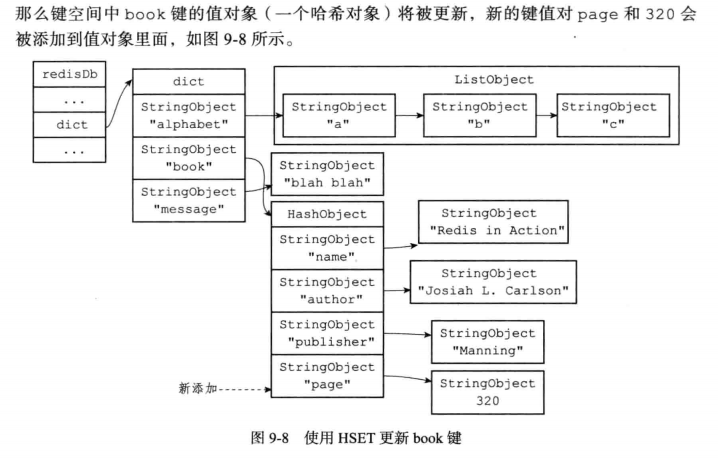 那么键空间中 book 键的值对象（一个哈希对象）将被更新，新的键值对 page 和 320 会
被添加到值对象里面，如图 9-8 所示。
redisDb
...
dict
...
dict
StringObject
"alphabet"
StringObject
"book"
StringObject
"message"
ListObject
StringObject
"a"
StringObject
"b"
StringObject
"c"
StringObject
"blah blah"
HashObject
StringObject
"name"
StringObject
"author"
StringObject
"publisher"
StringObject
"page"
StringObject
"Redis in Action"
StringObject
"Josiah L. Carlson"
StringObject
"Manning"
StringObject
320
新添加
图 9-8 使用 HSET 更新 book 键